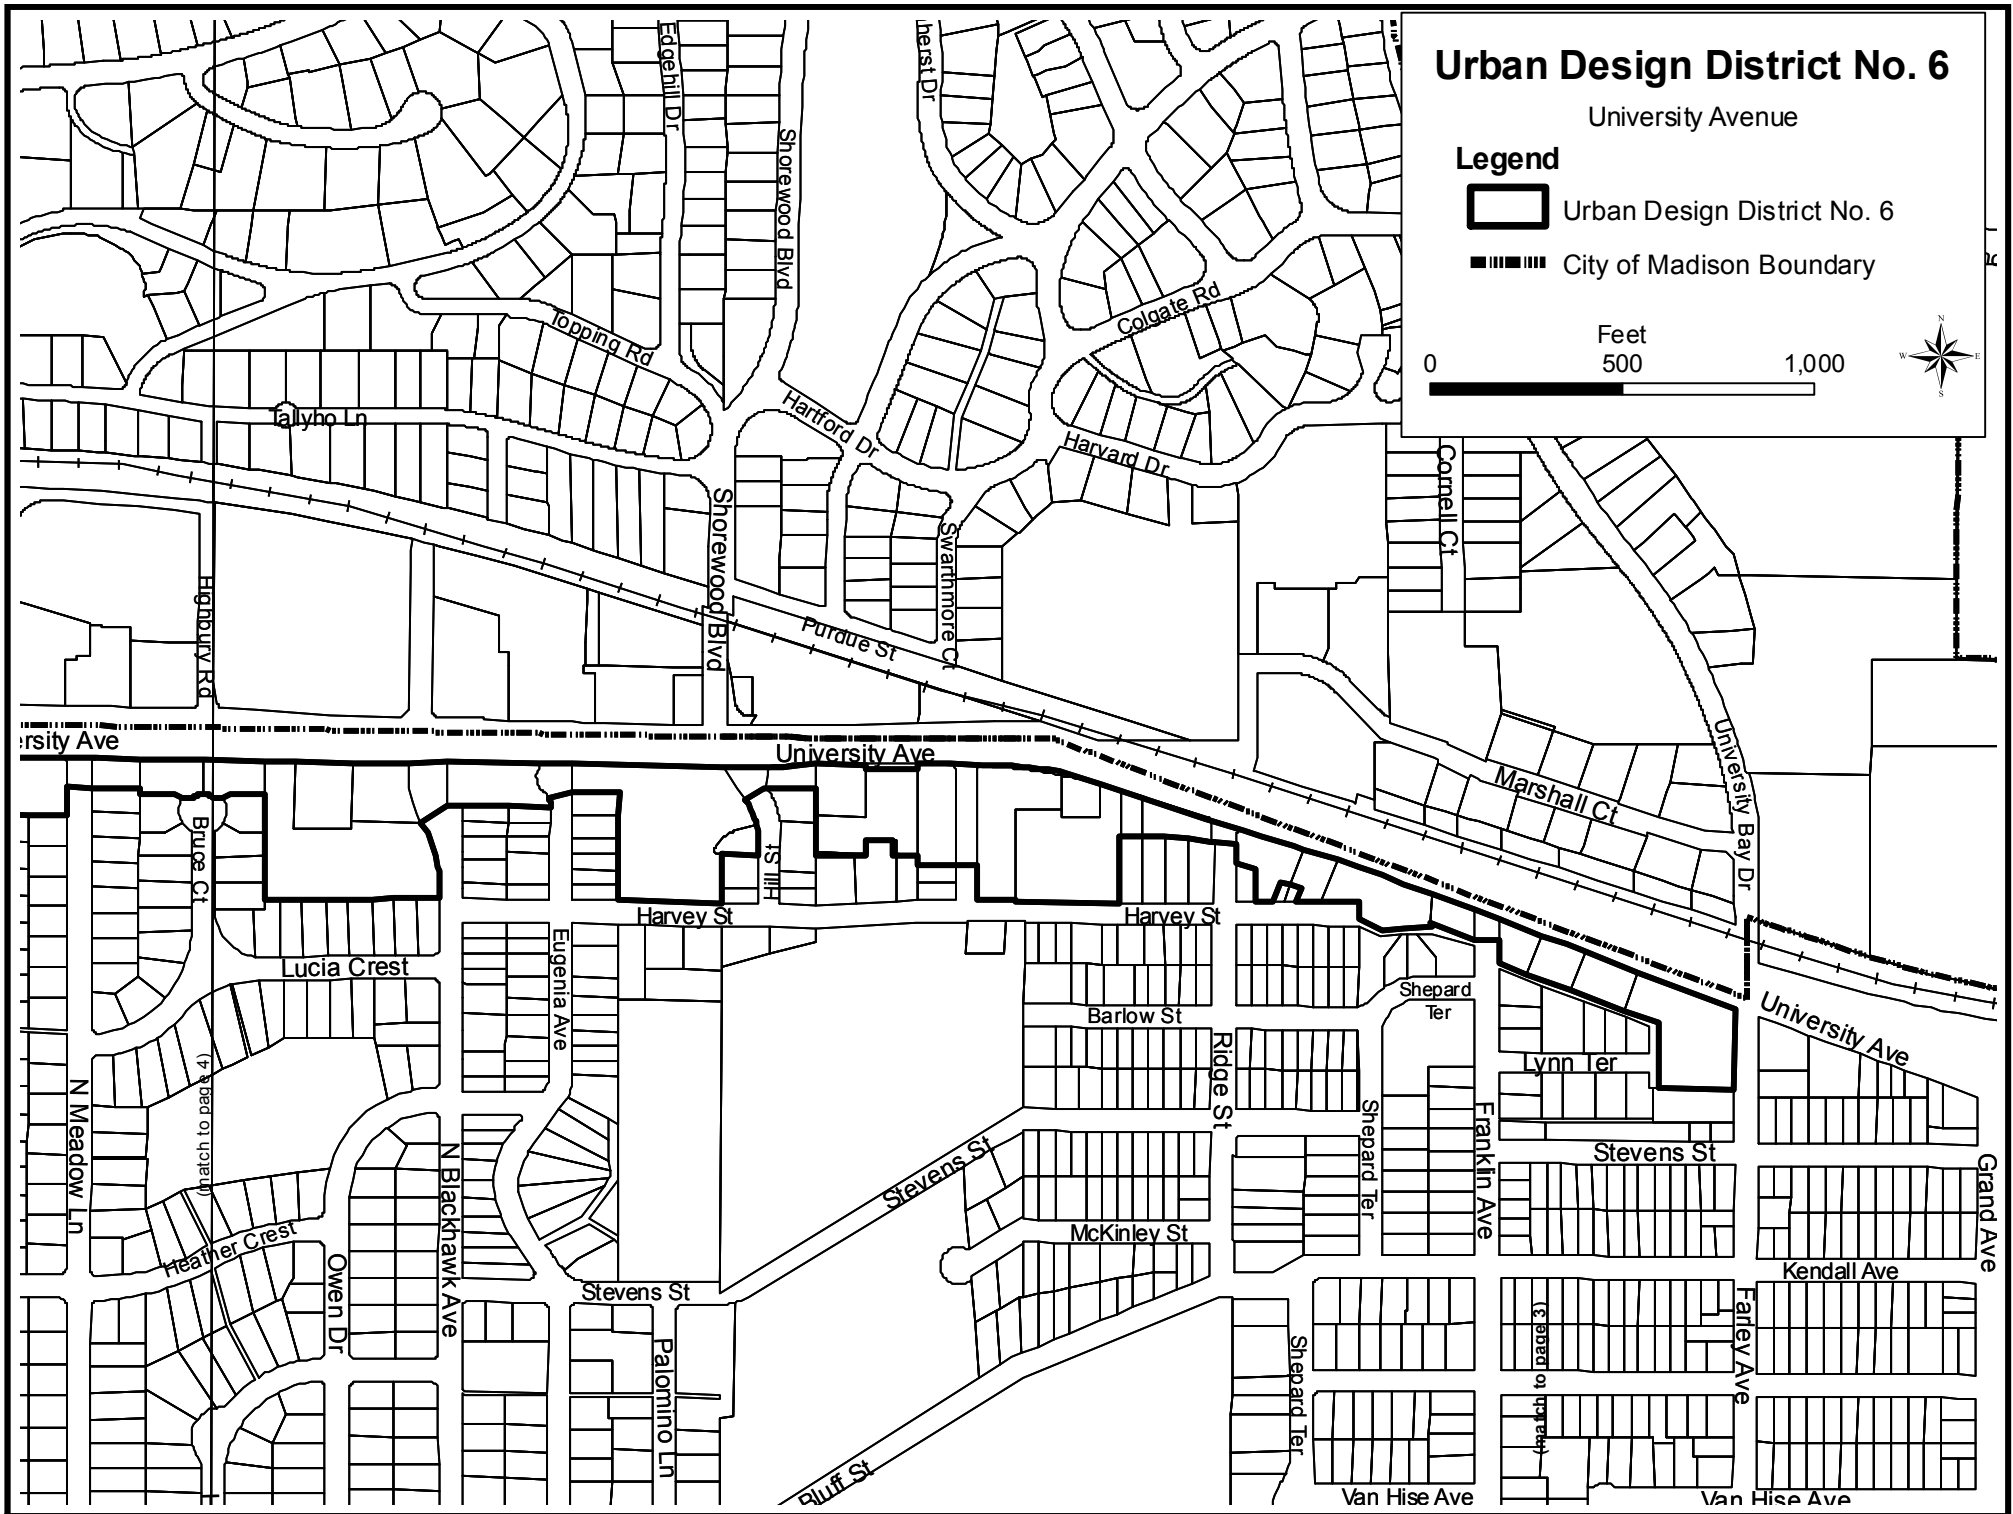 Urban Design District No. 6
University Avenue
Legend
Urban Design District No. 6
City of Madison Boundary
Feet
0 500 1,000
N
W E
S
Edgehill Dr
herst Dr
Shorewood Blvd
Topping Rd
Colgate Rd
Tallyho Ln
Hartford Dr
Harvard Dr
Cornell Ct
Shorewood Blvd
Swarthmore Ct
Highbury Rd
Purdue St
rsity Ave
University Ave
Marshall Ct
University Bay Dr
Bruce Ct
Hill St
Harvey St
Harvey St
Lucia Crest
Eugenia Ave
Shepard
Ter
Barlow St
University Ave
Ridge St
Lynn Ter
N Meadow Ln
(match to page 4)
Shepard Ter
Franklin Ave
Stevens St
N Blackhawk Ave
Stevens St
Grand Ave
McKinley St
Heather Crest
Owen Dr
Kendall Ave
Stevens St
Farley Ave
(match to page 3)
Palomino Ln
Shepard Ter
Bluff St
Van Hise Ave
Van Hise Ave